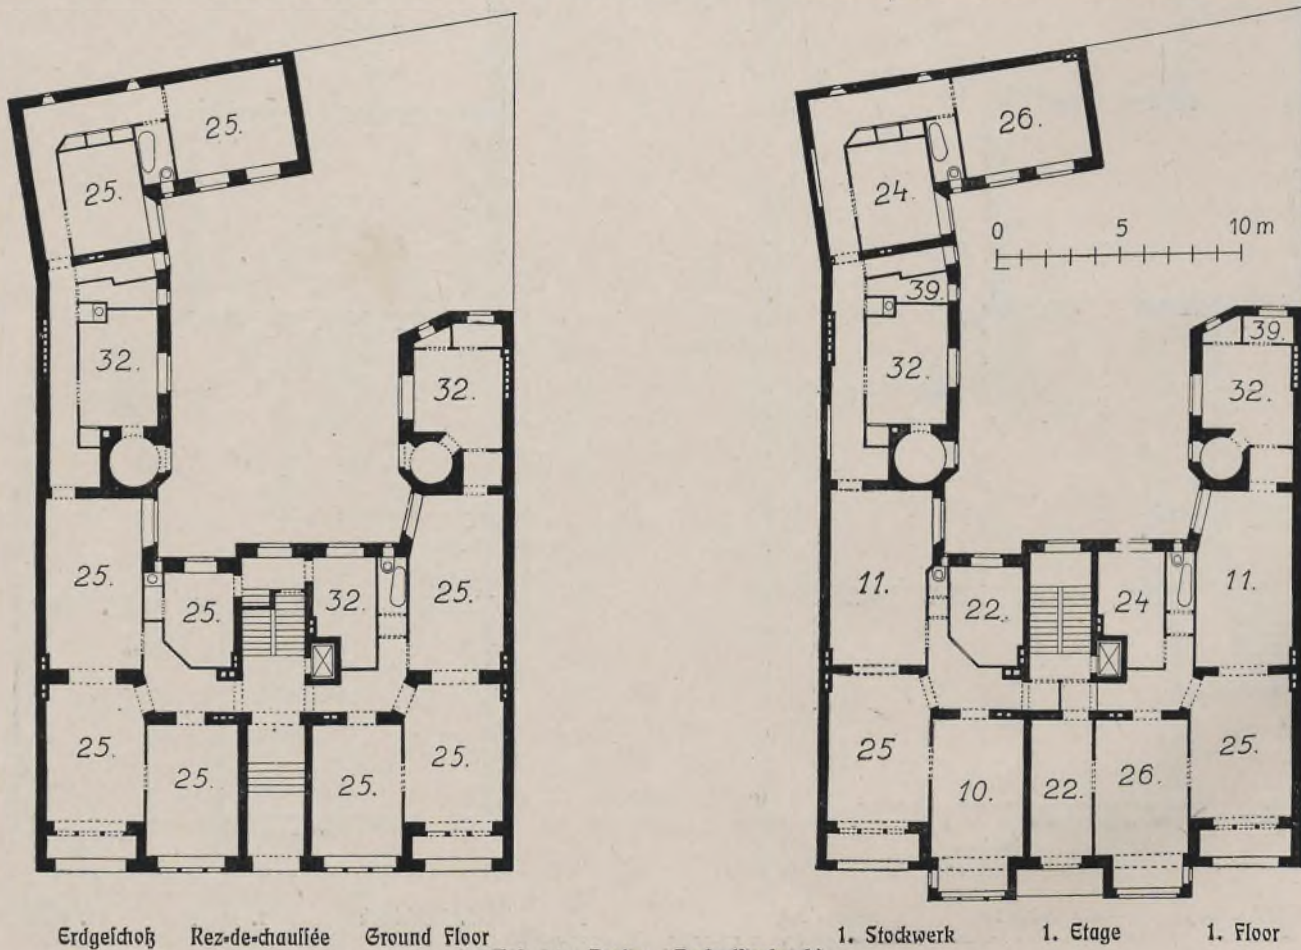 25. 26.
25. 24.
0 5 10 m
39.
32. 32. 39.
32. 32.
25. 25. 32. 25. 11. 22. 24 11.
25. 25. 25. 25. 25 10. 22. 26. 25.
Erdgeſchoß Rez-de-chauſſée Ground Floor 1. Stockwerk 1. Etage 1. Floor